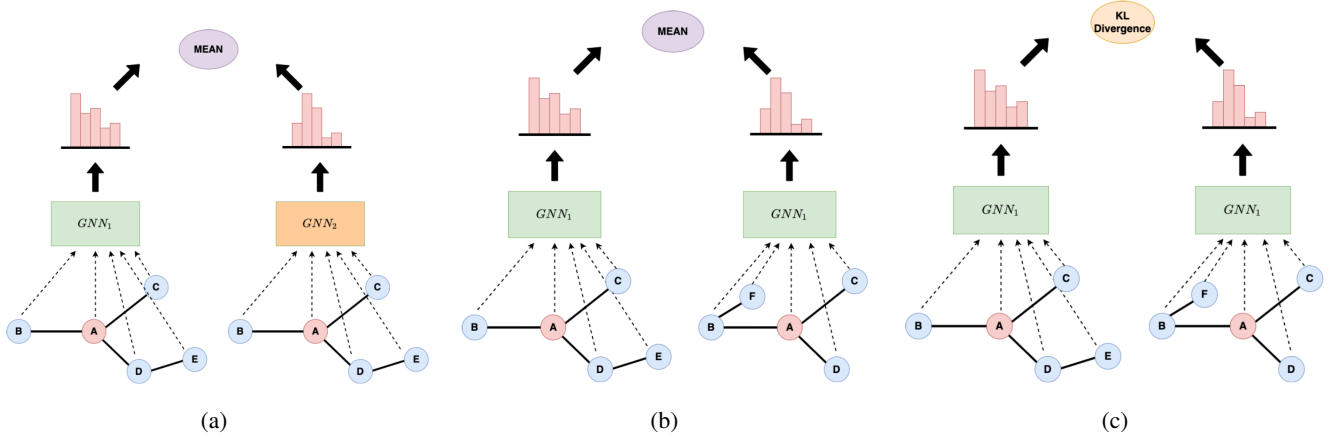 MEAN
GNN₁
GNN₂
C
B
A
D
E
C
B
A
D
E
(a)
MEAN
GNN₁
GNN₁
C
B
A
D
E
F
C
B
A
D
(b)
KL
Divergence
GNN₁
GNN₁
C
B
A
D
E
F
C
B
A
D
(c)